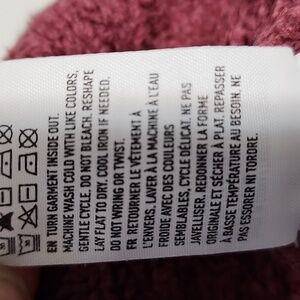 EN TURN GARMENT INSIDE OUT.
MACHINE WASH COLD WITH LIKE COLORS,
GENTLE CYCLE. DO NOT BLEACH. RESHAPE
LAY FLAT TO DRY. COOL IRON IF NEEDED.
DO NOT WRING OR TWIST.
FR RETOURNER LE VÊTEMENT À
L'ENVERS. LAVER À LA MACHINE À L'EAU
FROIDE AVEC DES COULEURS
SEMBLABLES, CYCLE DÉLICAT. NE PAS
JAVELLISER. REDONNER LA FORME
ORIGINALE ET SÉCHER À PLAT. REPASSER
À BASSE TEMPÉRATURE AU BESOIN. NE
PAS ESSORER NI TORDRE.